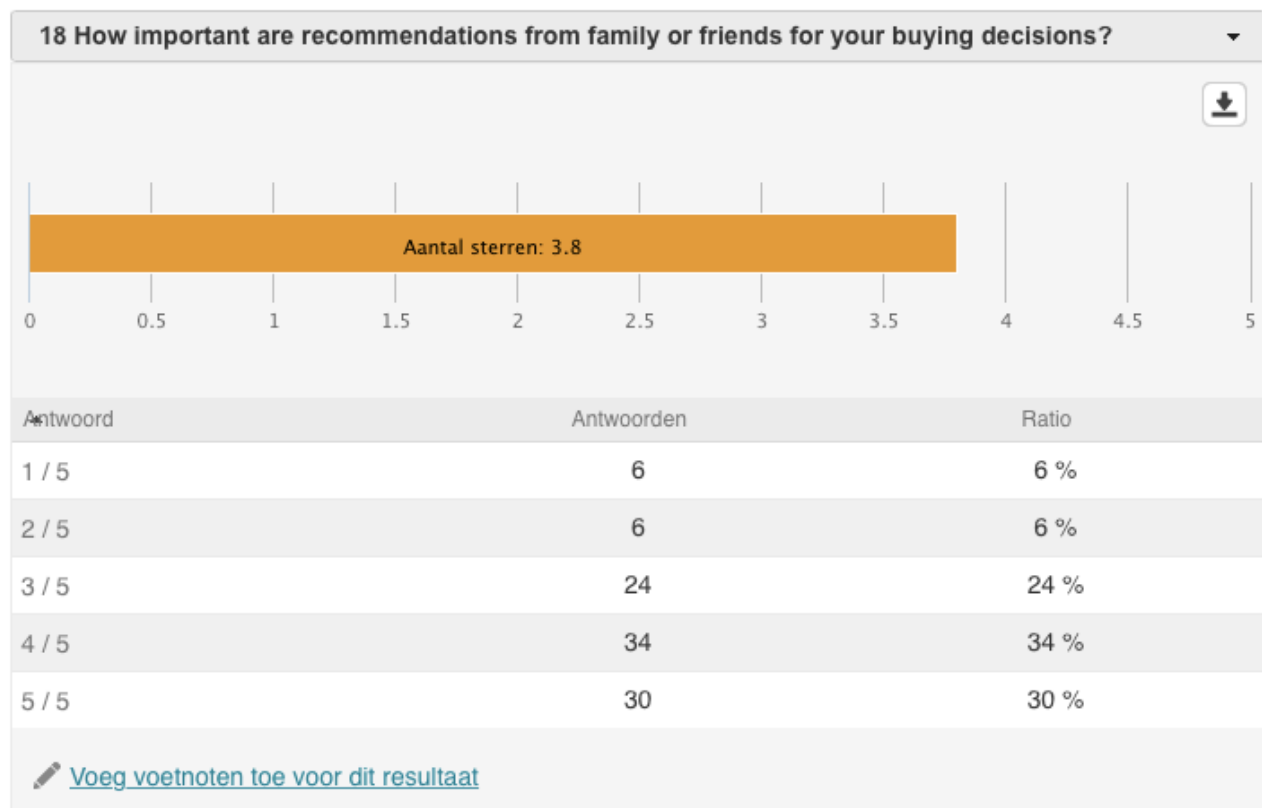 18 How important are recommendations from family or friends for your buying decisions?
Aantal sterren: 3.8
0 0.5 1 1.5 2 2.5 3 3.5 4 4.5 5
Antwoord Antwoorden Ratio
1 / 5 6 6 %
2 / 5 6 6 %
3 / 5 24 24 %
4 / 5 34 34 %
5 / 5 30 30 %
Voeg voetnoten toe voor dit resultaat